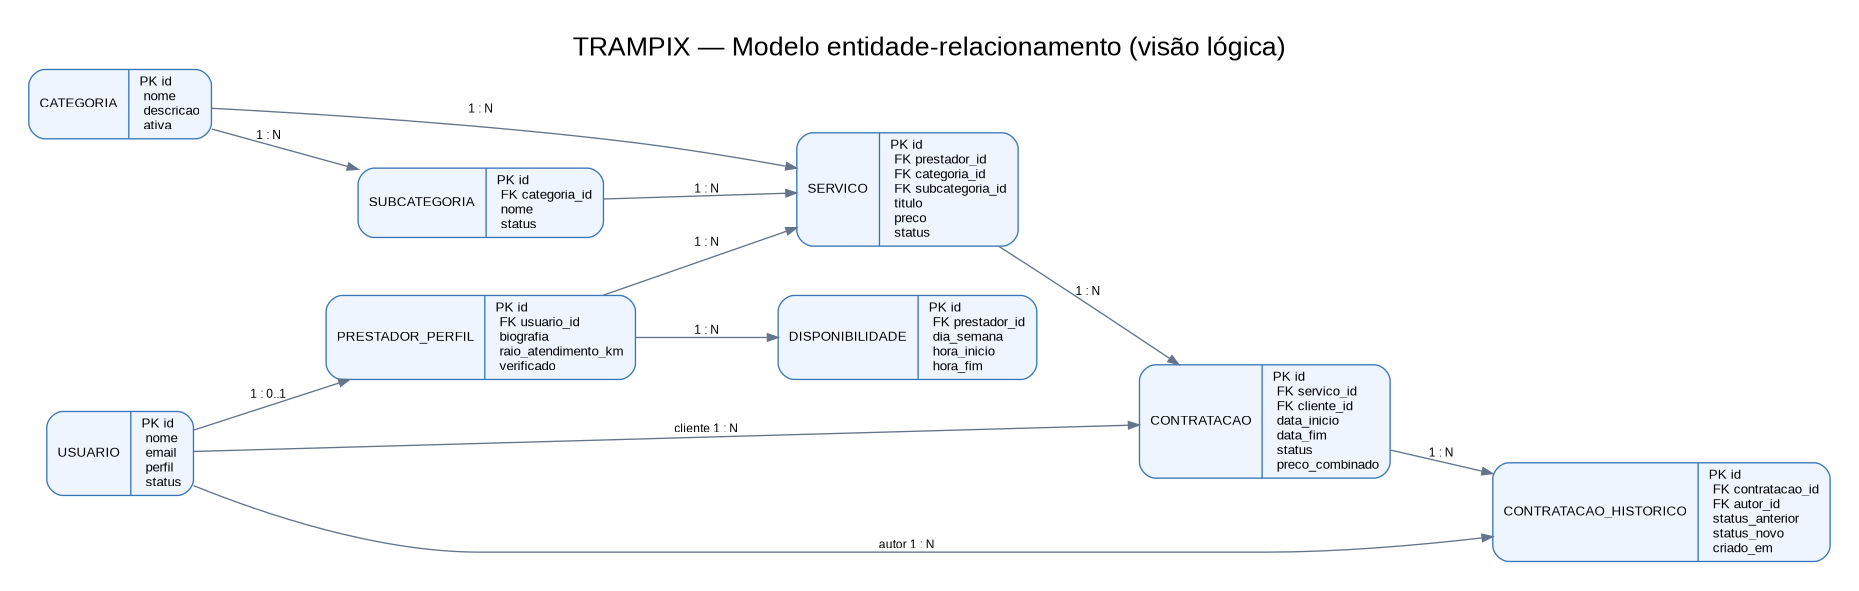 TRAMPIX — Modelo entidade-relacionamento (visão lógica)
CATEGORIA
PK id
nome
descricao
ativa
1 : N
1 : N
SUBCATEGORIA
PK id
FK categoria_id
nome
status
1 : N
SERVICO
PK id
FK prestador_id
FK categoria_id
FK subcategoria_id
titulo
preco
status
1 : N
PRESTADOR_PERFIL
PK id
FK usuario_id
biografia
raio_atendimento_km
verificado
1 : N
DISPONIBILIDADE
PK id
FK prestador_id
dia_semana
hora_inicio
hora_fim
1 : N
1 : 0..1
USUARIO
PK id
nome
email
perfil
status
cliente 1 : N
CONTRATACAO
PK id
FK servico_id
FK cliente_id
data_inicio
data_fim
status
preco_combinado
1 : N
autor 1 : N
CONTRATACAO_HISTORICO
PK id
FK contratacao_id
FK autor_id
status_anterior
status_novo
criado_em